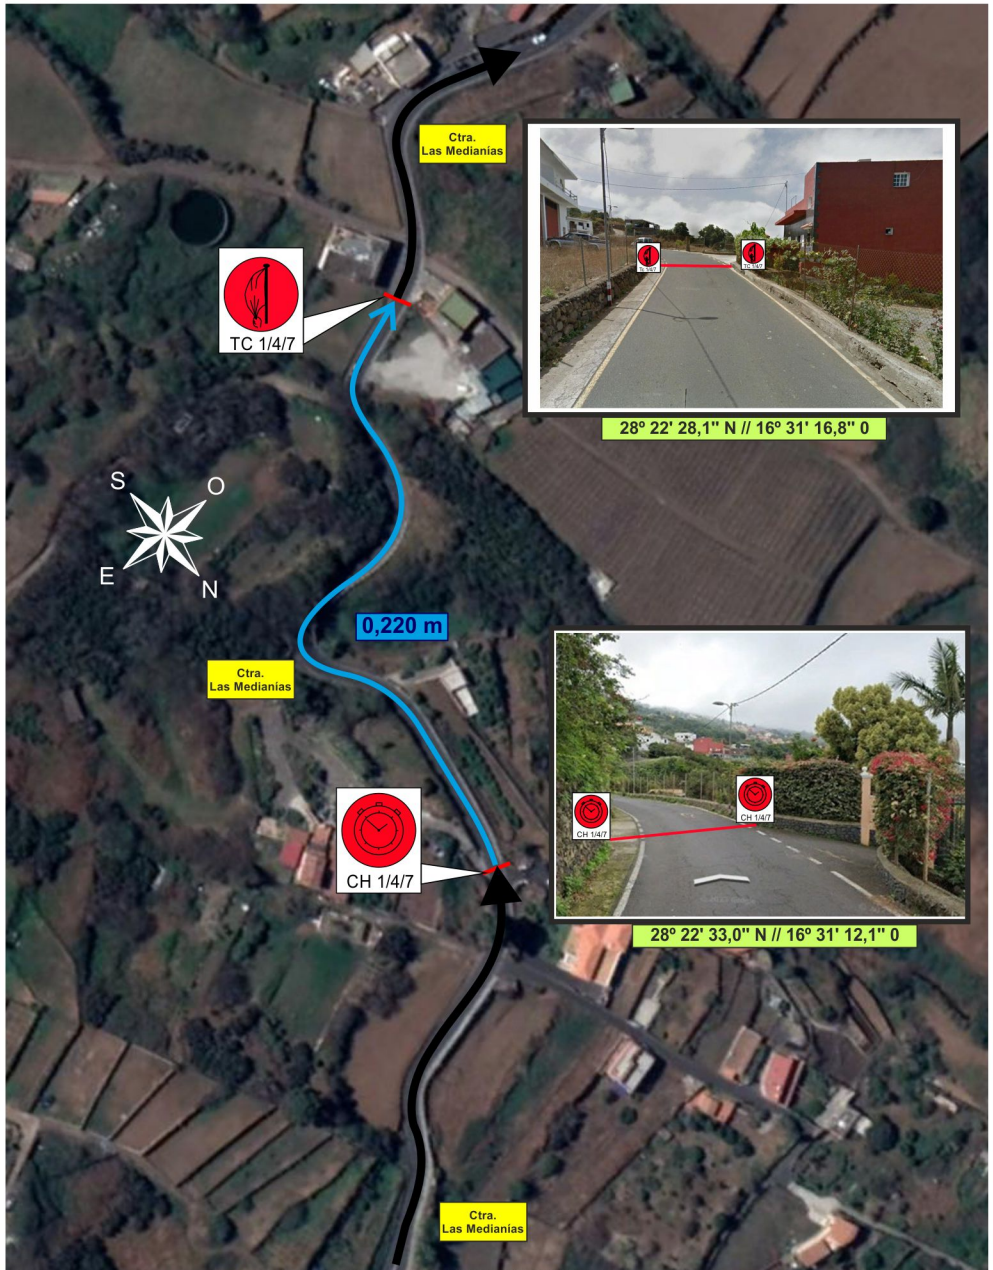 Ctra.
Las Medianías
TC 1/4/7
TC 1/4/7
TC 1/4/7
28º 22' 28,1" N // 16º 31' 16,8" 0
S
O
E
N
0,220 m
Ctra.
Las Medianías
CH 1/4/7
CH 1/4/7
CH 1/4/7
28º 22' 33,0" N // 16º 31' 12,1" 0
Ctra.
Las Medianías